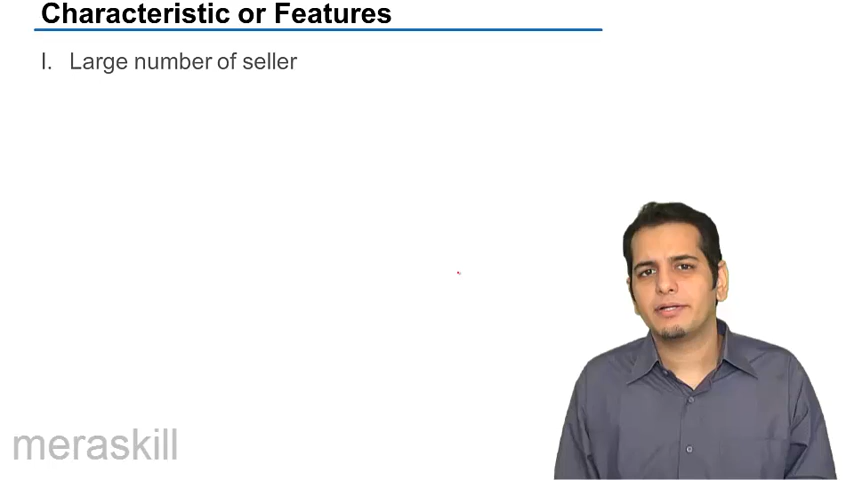 Characteristic or Features
I. Large number of seller
meraskill